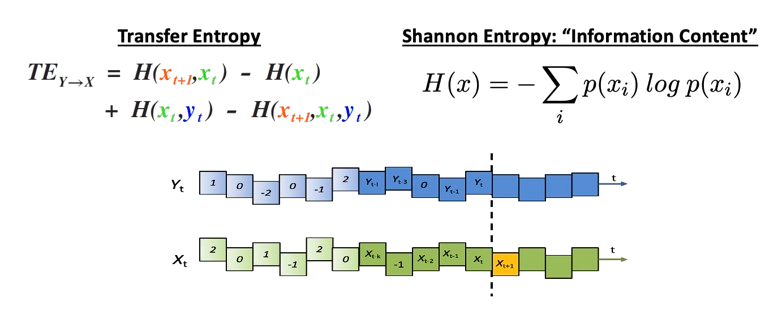 Transfer Entropy
TE_{Y→X} = H(x_{t+1},x_t) - H(x_t)
+ H(x_t,y_t) - H(x_{t+1},x_t,y_t)
Shannon Entropy: “Information Content”
H(x) = − ∑_i p(x_i) log p(x_i)
Y_t 1 0 -2 0 -1 2 Y_{t-l} Y_{t-3} 0 Y_{t-1} Y_t t
X_t 2 0 1 -1 2 0 X_{t-k} -1 X_{t-2} X_{t-1} X_t X_{t+1} t